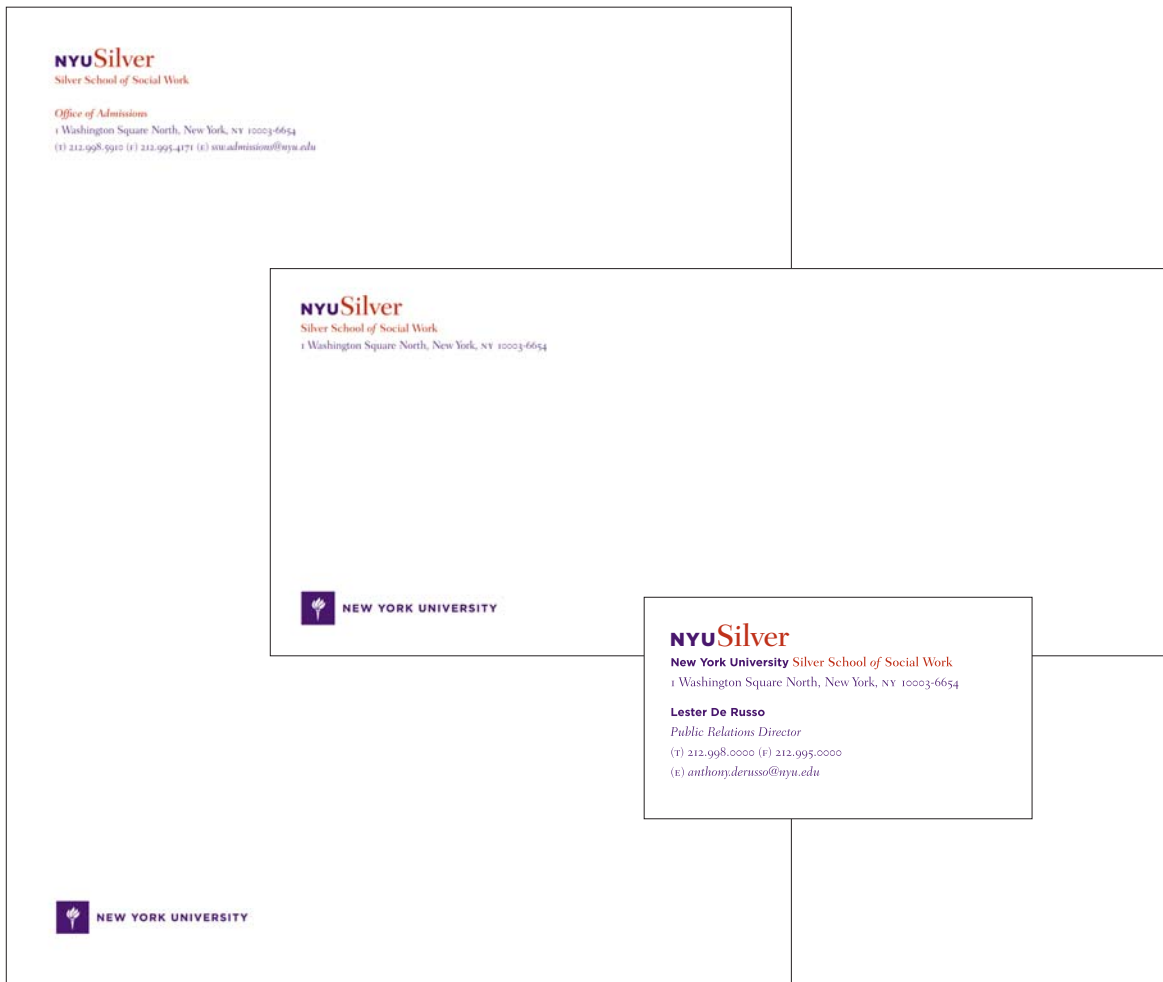 NYUSilver
Silver School of Social Work
Office of Admissions
1 Washington Square North, New York, NY 10003-6654
(T) 212.998.5910 (F) 212.995.4171 (E) ssw.admissions@nyu.edu
NYUSilver
Silver School of Social Work
1 Washington Square North, New York, NY 10003-6654
NEW YORK UNIVERSITY
NYUSilver
New York University Silver School of Social Work
1 Washington Square North, New York, NY 10003-6654
Lester De Russo
Public Relations Director
(T) 212.998.0000 (F) 212.995.0000
(E) anthony.derusso@nyu.edu
NEW YORK UNIVERSITY